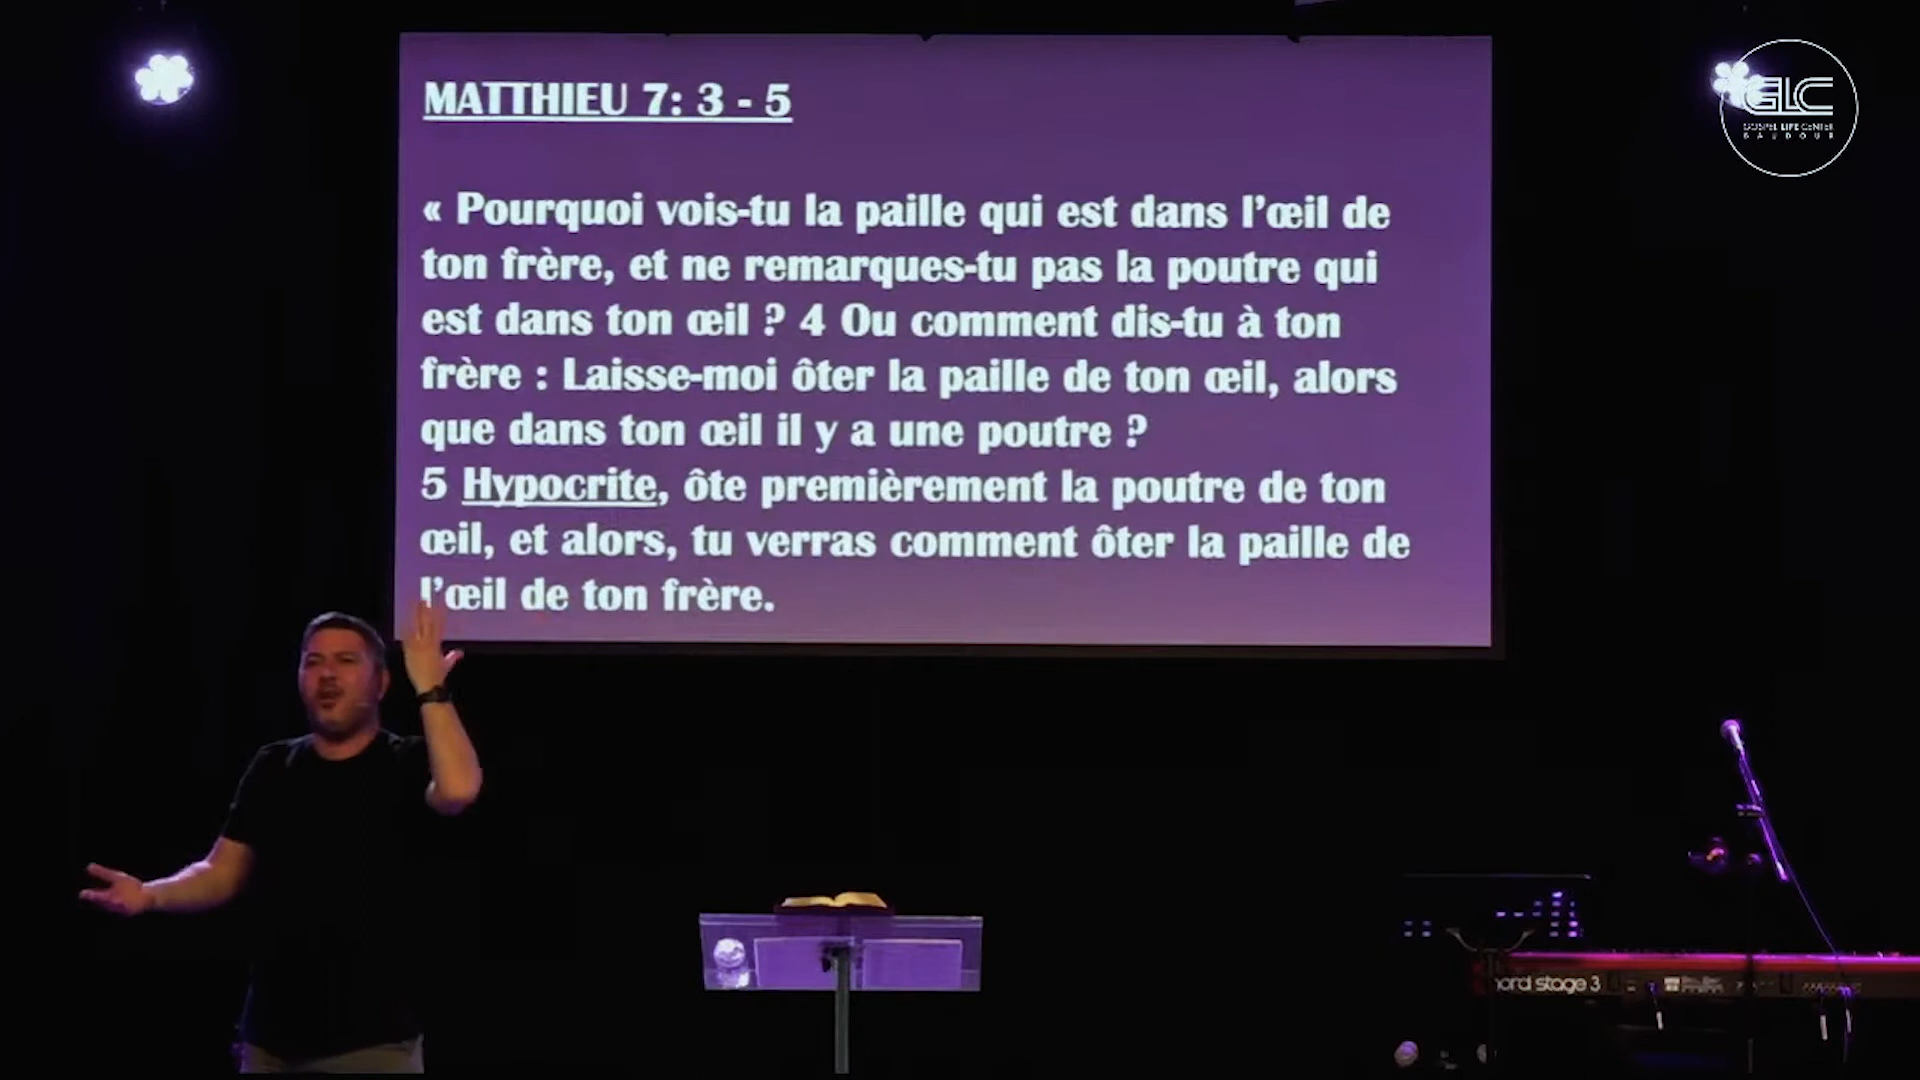 MATTHIEU 7: 3 - 5
« Pourquoi vois-tu la paille qui est dans l’œil de
ton frère, et ne remarques-tu pas la poutre qui
est dans ton œil ? 4 Ou comment dis-tu à ton
frère : Laisse-moi ôter la paille de ton œil, alors
que dans ton œil il y a une poutre ?
5 Hypocrite, ôte premièrement la poutre de ton
œil, et alors, tu verras comment ôter la paille de
l’œil de ton frère.
GLC
GOSPEL LIFE CENTER
BAUDOUR
nord stage 3